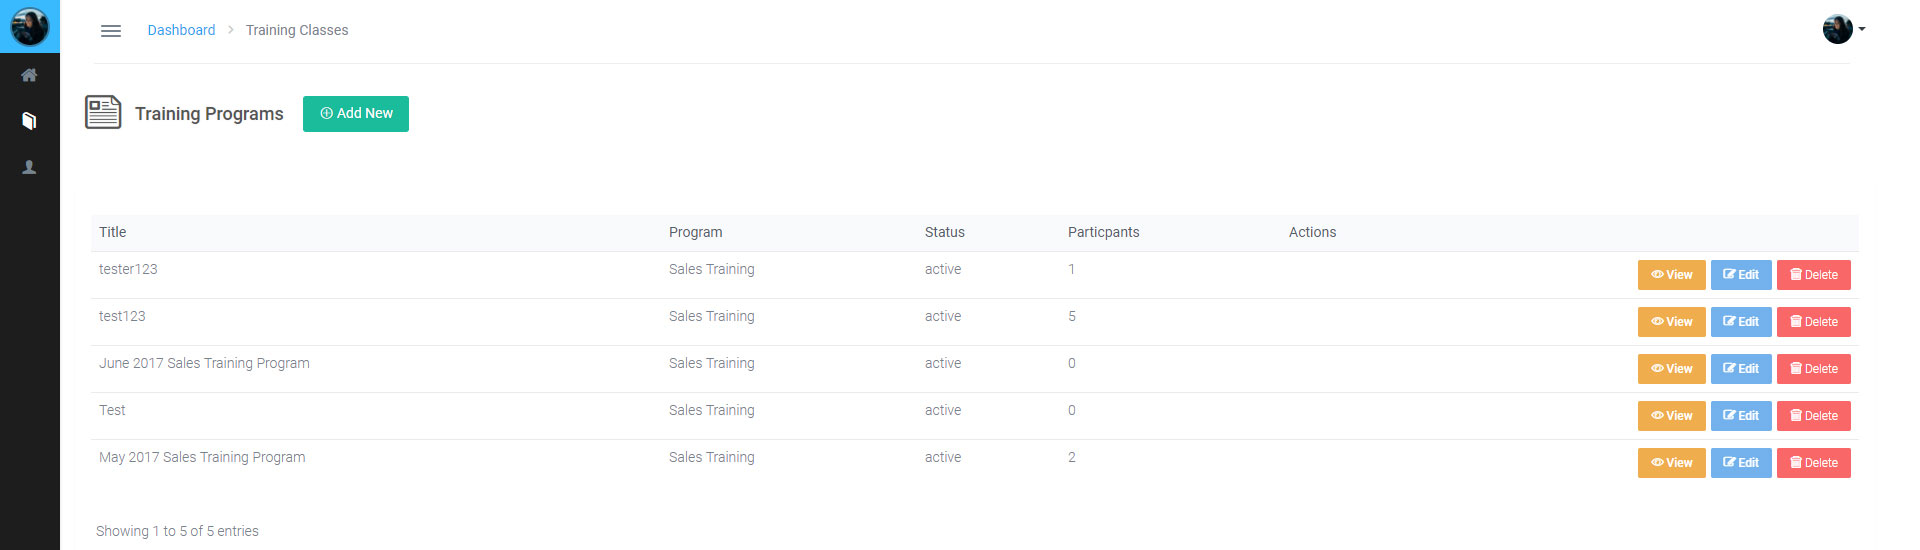 Dashboard > Training Classes
Training Programs Add New
Title Program Status Particpants Actions
tester123 Sales Training active 1 View Edit Delete
test123 Sales Training active 5 View Edit Delete
June 2017 Sales Training Program Sales Training active 0 View Edit Delete
Test Sales Training active 0 View Edit Delete
May 2017 Sales Training Program Sales Training active 2 View Edit Delete
Showing 1 to 5 of 5 entries